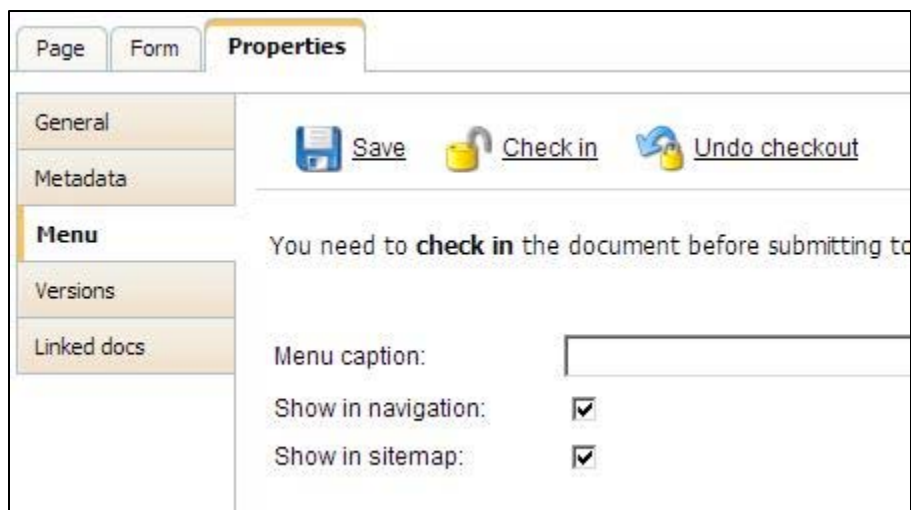 Page Form Properties
General
Save Check in Undo checkout
Metadata
Menu
You need to check in the document before submitting to
Versions
Linked docs
Menu caption:
Show in navigation:
Show in sitemap: